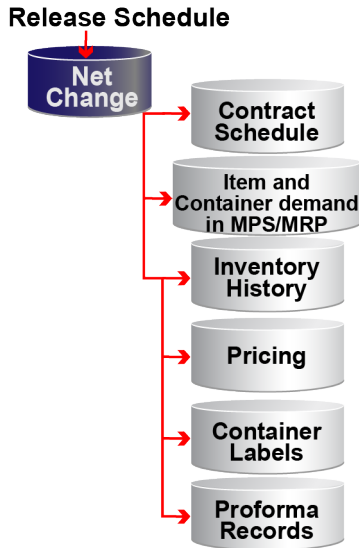 Release Schedule
Net
Change
Contract
Schedule
Item and
Container demand
in MPS/MRP
Inventory
History
Pricing
Container
Labels
Proforma
Records